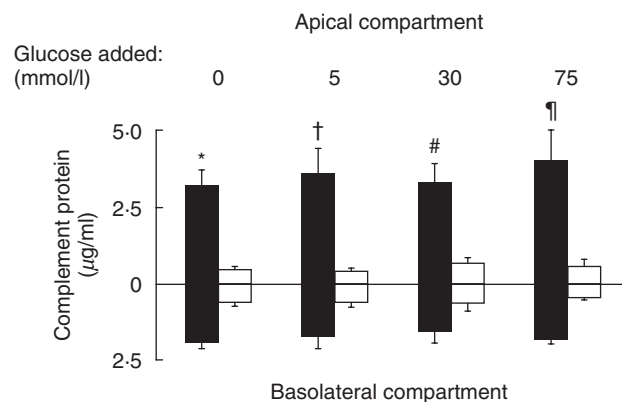 Apical compartment
Glucose added:
(mmol/l) 0 5 30 75
Complement protein
(µg/ml)
5·0
2·5
0
2·5
* † # ¶
Basolateral compartment